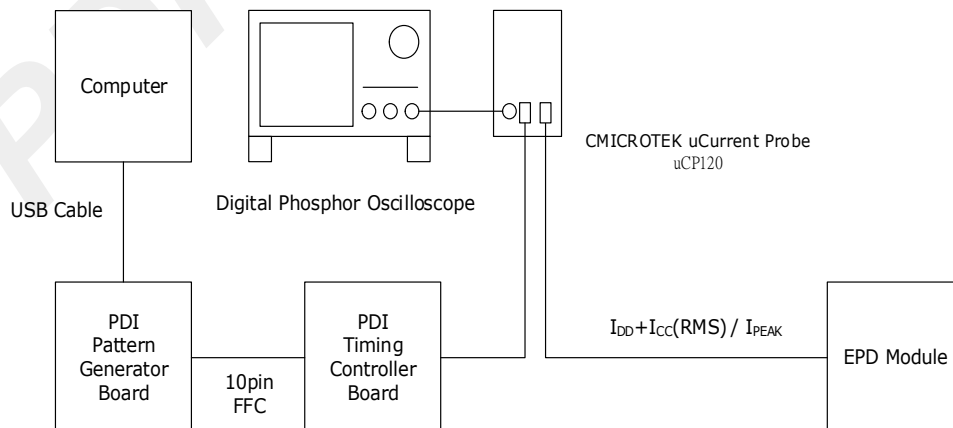 Computer
CMICROTEK uCurrent Probe
uCP120
USB Cable
Digital Phosphor Oscilloscope
PDI
Pattern
Generator
Board
10pin
FFC
PDI
Timing
Controller
Board
IDD+ICC(RMS) / IPEAK
EPD Module